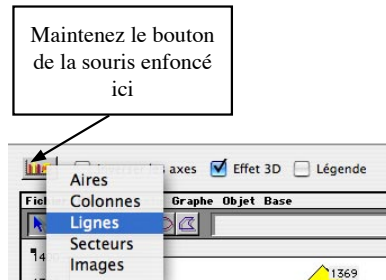 Maintenez le bouton
de la souris enfoncé
ici
axes Effet 3D Légende
Aires
Colonnes
Graphe Objet Base
Lignes
Secteurs
Images
1369